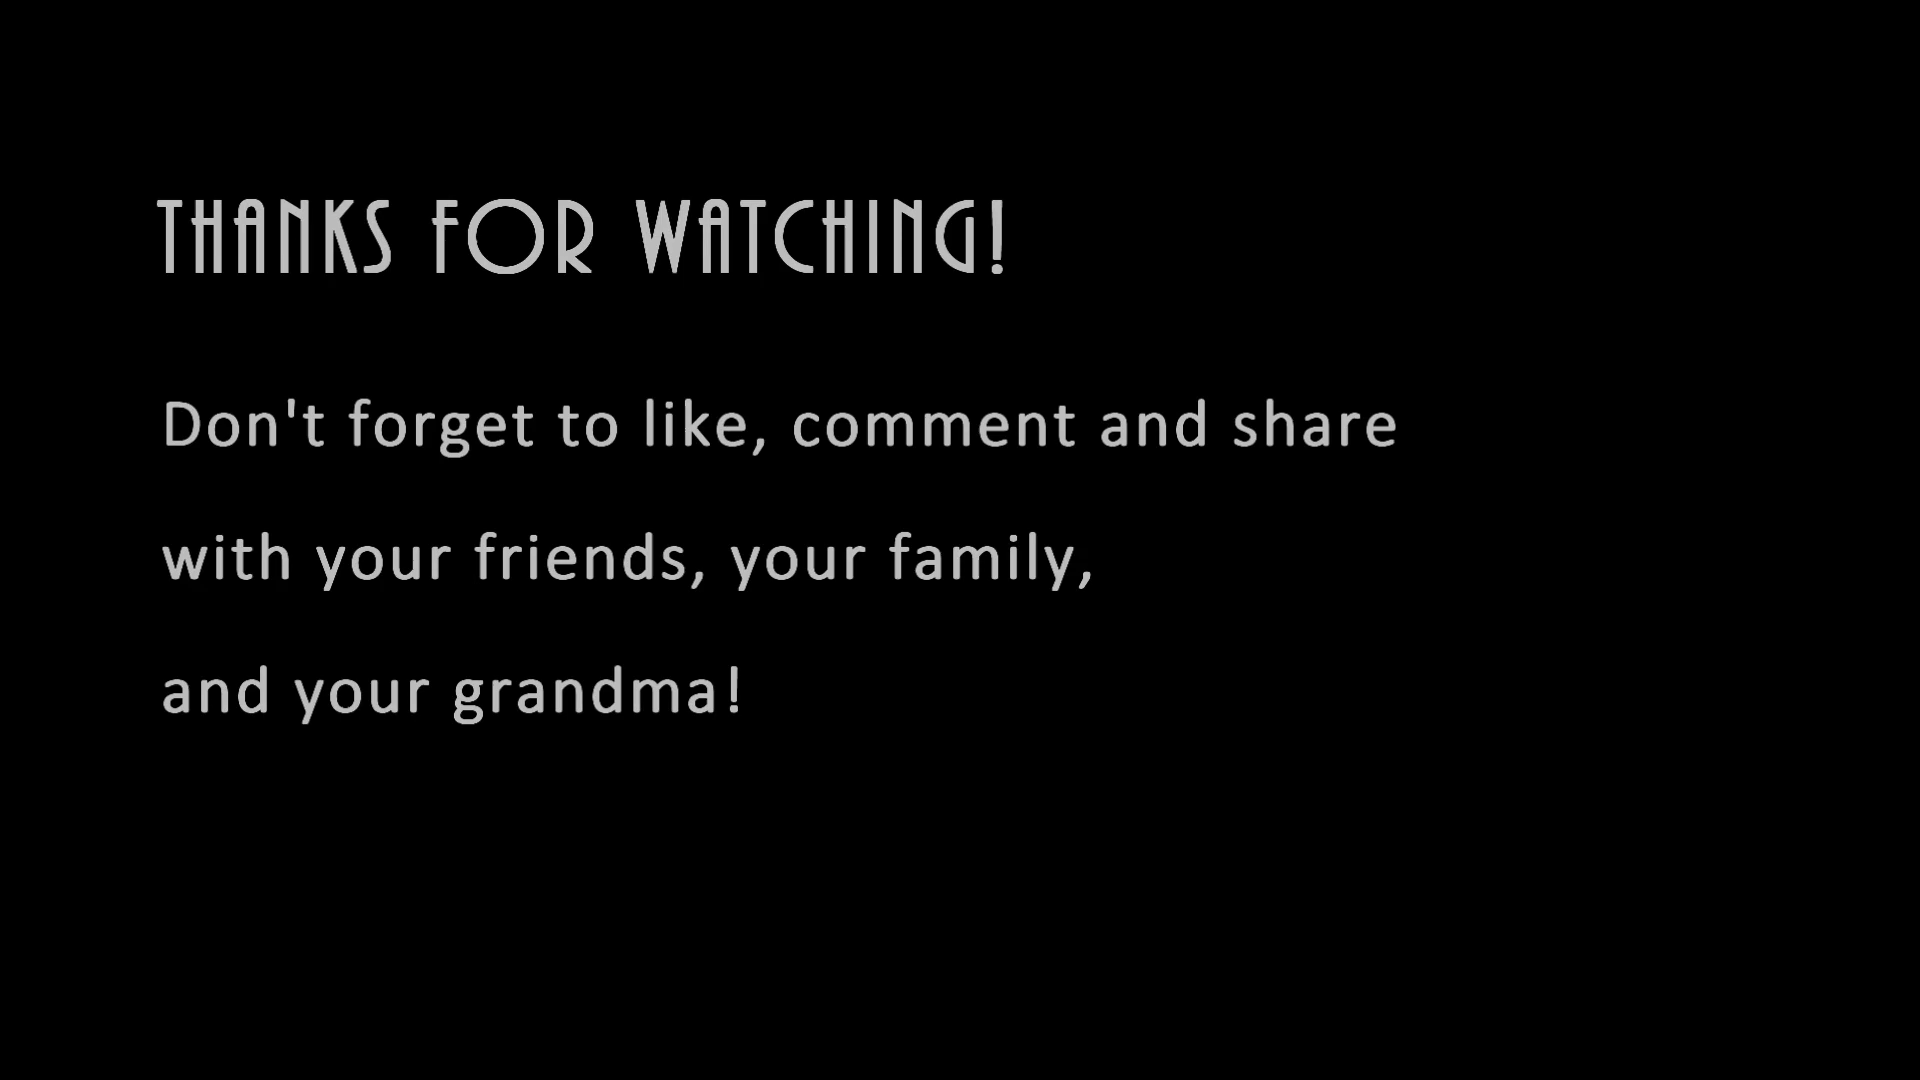 THANKS FOR WATCHING!
Don't forget to like, comment and share
with your friends, your family,
and your grandma!